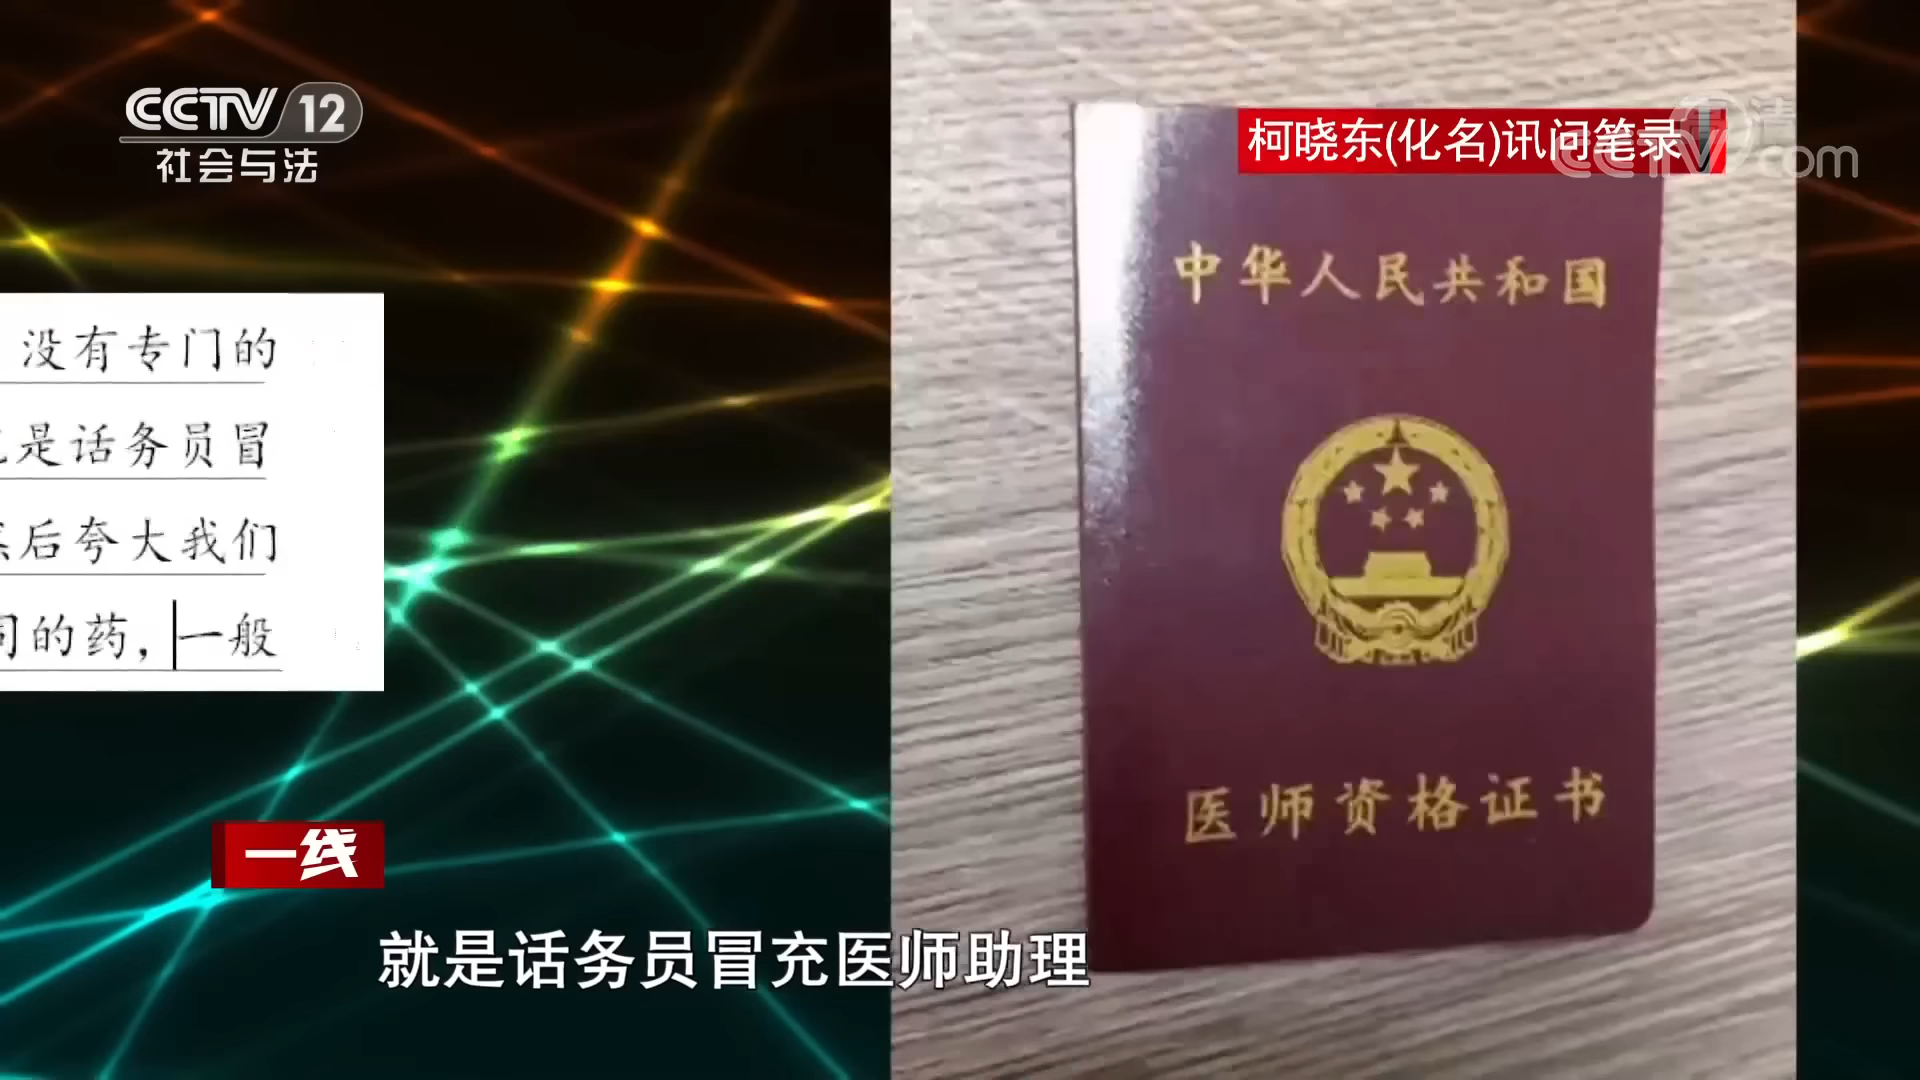 CCTV 12
社会与法
柯晓东(化名)讯问笔录
CCTV.com
中华人民共和国
没有专门的
是话务员冒
后夸大我们
同的药，一般
医师资格证书
一线
就是话务员冒充医师助理